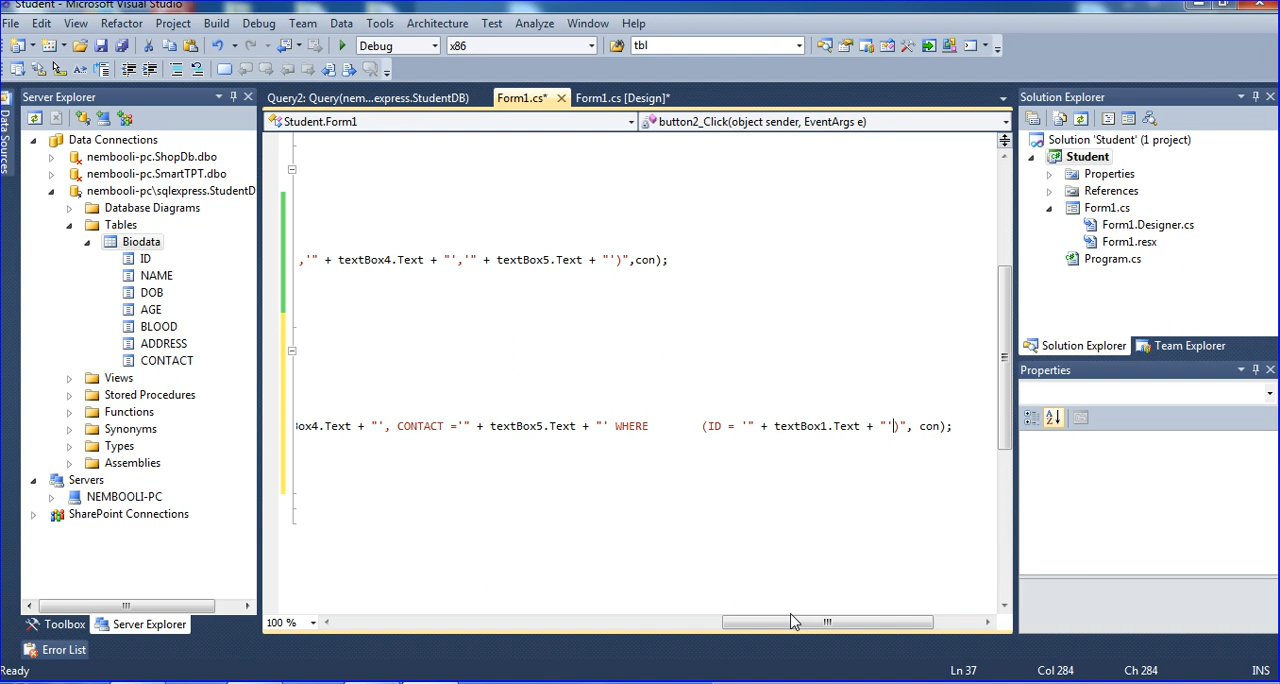 Student - Microsoft Visual Studio
File Edit View Refactor Project Build Debug Team Data Tools Architecture Test Analyze Window Help
Debug x86 tbl
Server Explorer
Query2: Query(nem...express.StudentDB) Form1.cs* Form1.cs [Design]*
Solution Explorer
Data Sources
Student.Form1 button2_Click(object sender, EventArgs e)
Data Connections
nembooli-pc.ShopDb.dbo
nembooli-pc.SmartTPT.dbo
nembooli-pc\sqlexpress.StudentD
Database Diagrams
Tables
Biodata
ID
NAME
DOB
AGE
BLOOD
ADDRESS
CONTACT
Views
Stored Procedures
Functions
Synonyms
Types
Assemblies
Servers
NEMBOOLI-PC
SharePoint Connections
,'" + textBox4.Text + "','" + textBox5.Text + "')",con);
Box4.Text + "', CONTACT ='" + textBox5.Text + "' WHERE (ID = '" + textBox1.Text + "')", con);
Solution 'Student' (1 project)
Student
Properties
References
Form1.cs
Form1.Designer.cs
Form1.resx
Program.cs
Solution Explorer Team Explorer
Properties
Toolbox Server Explorer
100 %
Error List
Ready Ln 37 Col 284 Ch 284 INS